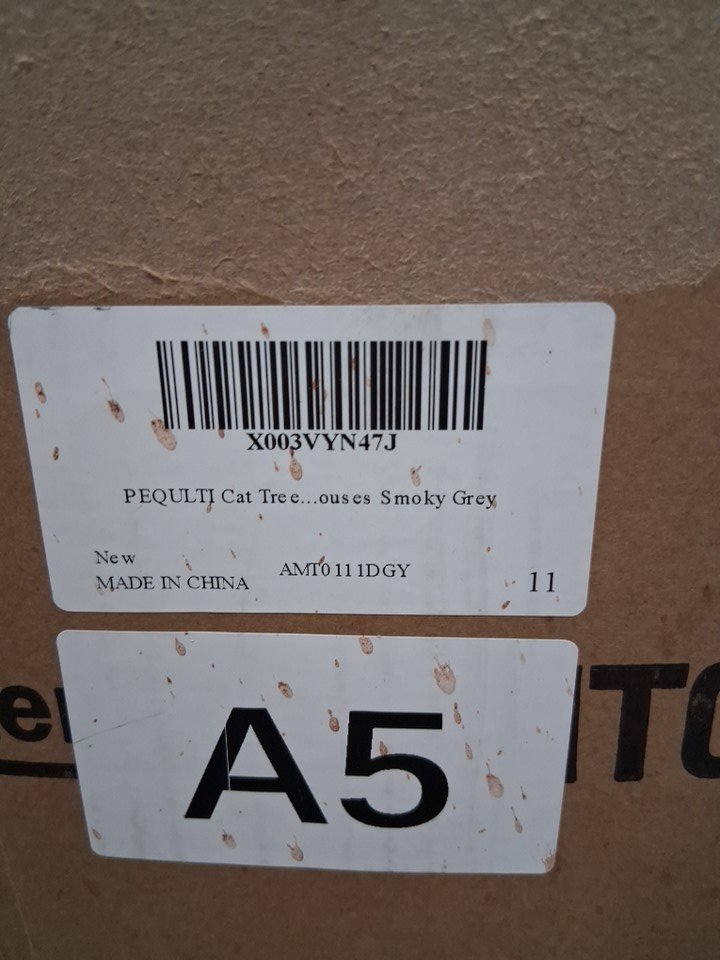 X003VYN47J
PEQULTI Cat Tree...ouses Smoky Grey
New
MADE IN CHINA
AMT0111DGY
11
A5